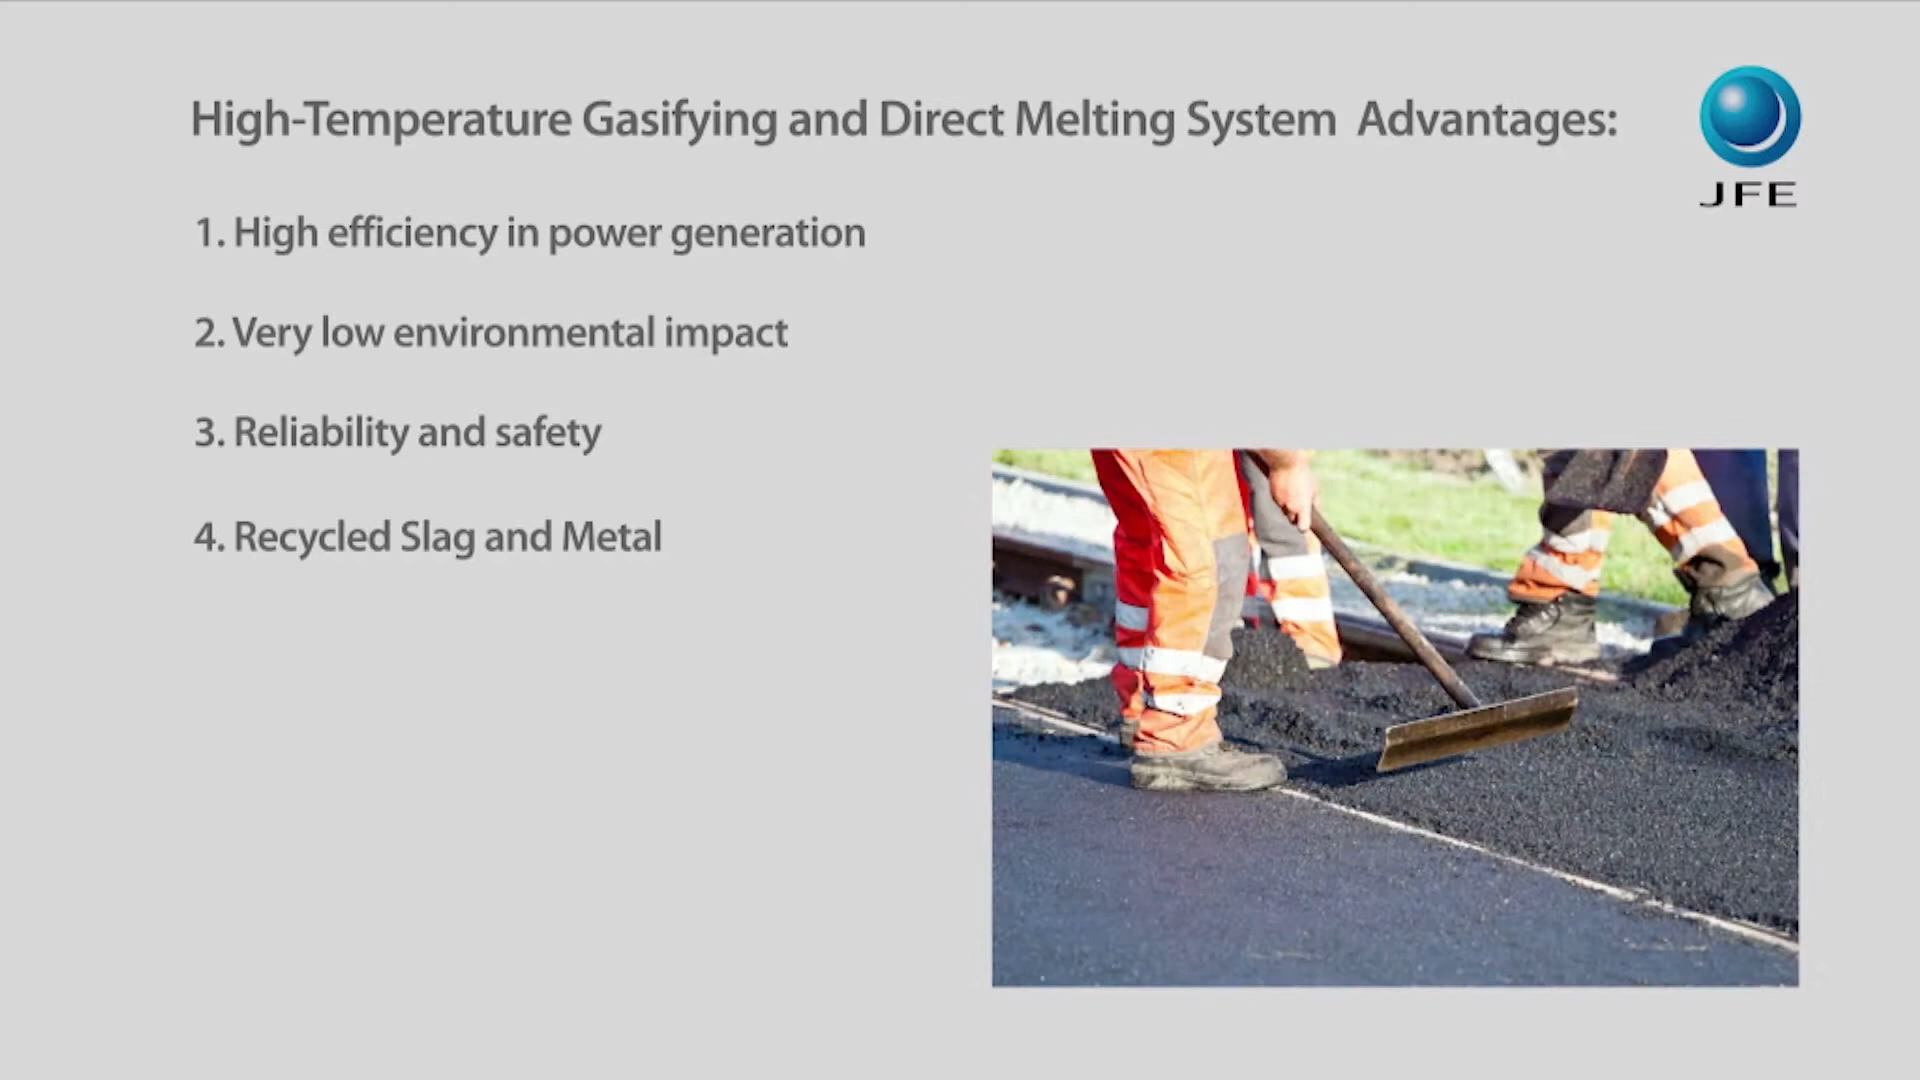 High-Temperature Gasifying and Direct Melting System Advantages:
JFE
1. High efficiency in power generation
2. Very low environmental impact
3. Reliability and safety
4. Recycled Slag and Metal